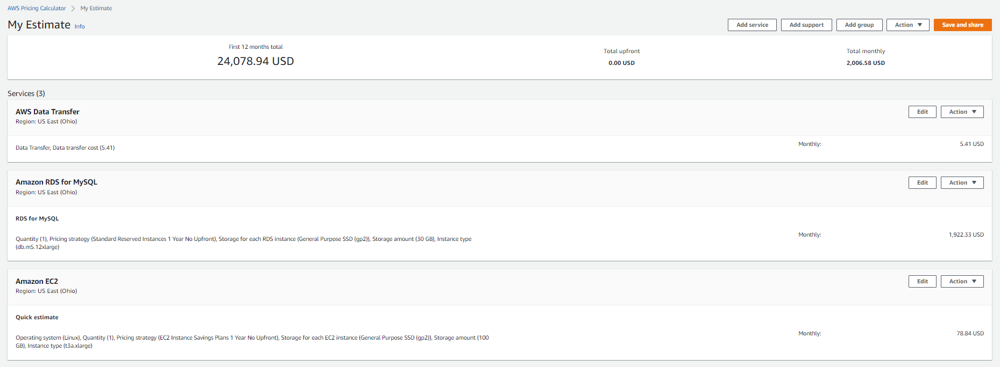 AWS Pricing Calculator > My Estimate
My Estimate Info
Add service Add support Add group Action ▼ Save and share
First 12 months total
24,078.94 USD
Total upfront
0.00 USD
Total monthly
2,006.58 USD
Services (3)
AWS Data Transfer
Edit Action ▼
Region: US East (Ohio)
Data Transfer, Data transfer cost (5.41)
Monthly: 5.41 USD
Amazon RDS for MySQL
Edit Action ▼
Region: US East (Ohio)
RDS for MySQL
Quantity (1), Pricing strategy (Standard Reserved Instances 1 Year No Upfront), Storage for each RDS instance (General Purpose SSD (gp2)), Storage amount (30 GB), Instance type
(db.m5.12xlarge)
Monthly: 1,922.33 USD
Amazon EC2
Edit Action ▼
Region: US East (Ohio)
Quick estimate
Operating system (Linux), Quantity (1), Pricing strategy (EC2 Instance Savings Plans 1 Year No Upfront), Storage for each EC2 instance (General Purpose SSD (gp2)), Storage amount (100
GB), Instance type (t3a.xlarge)
Monthly: 78.84 USD